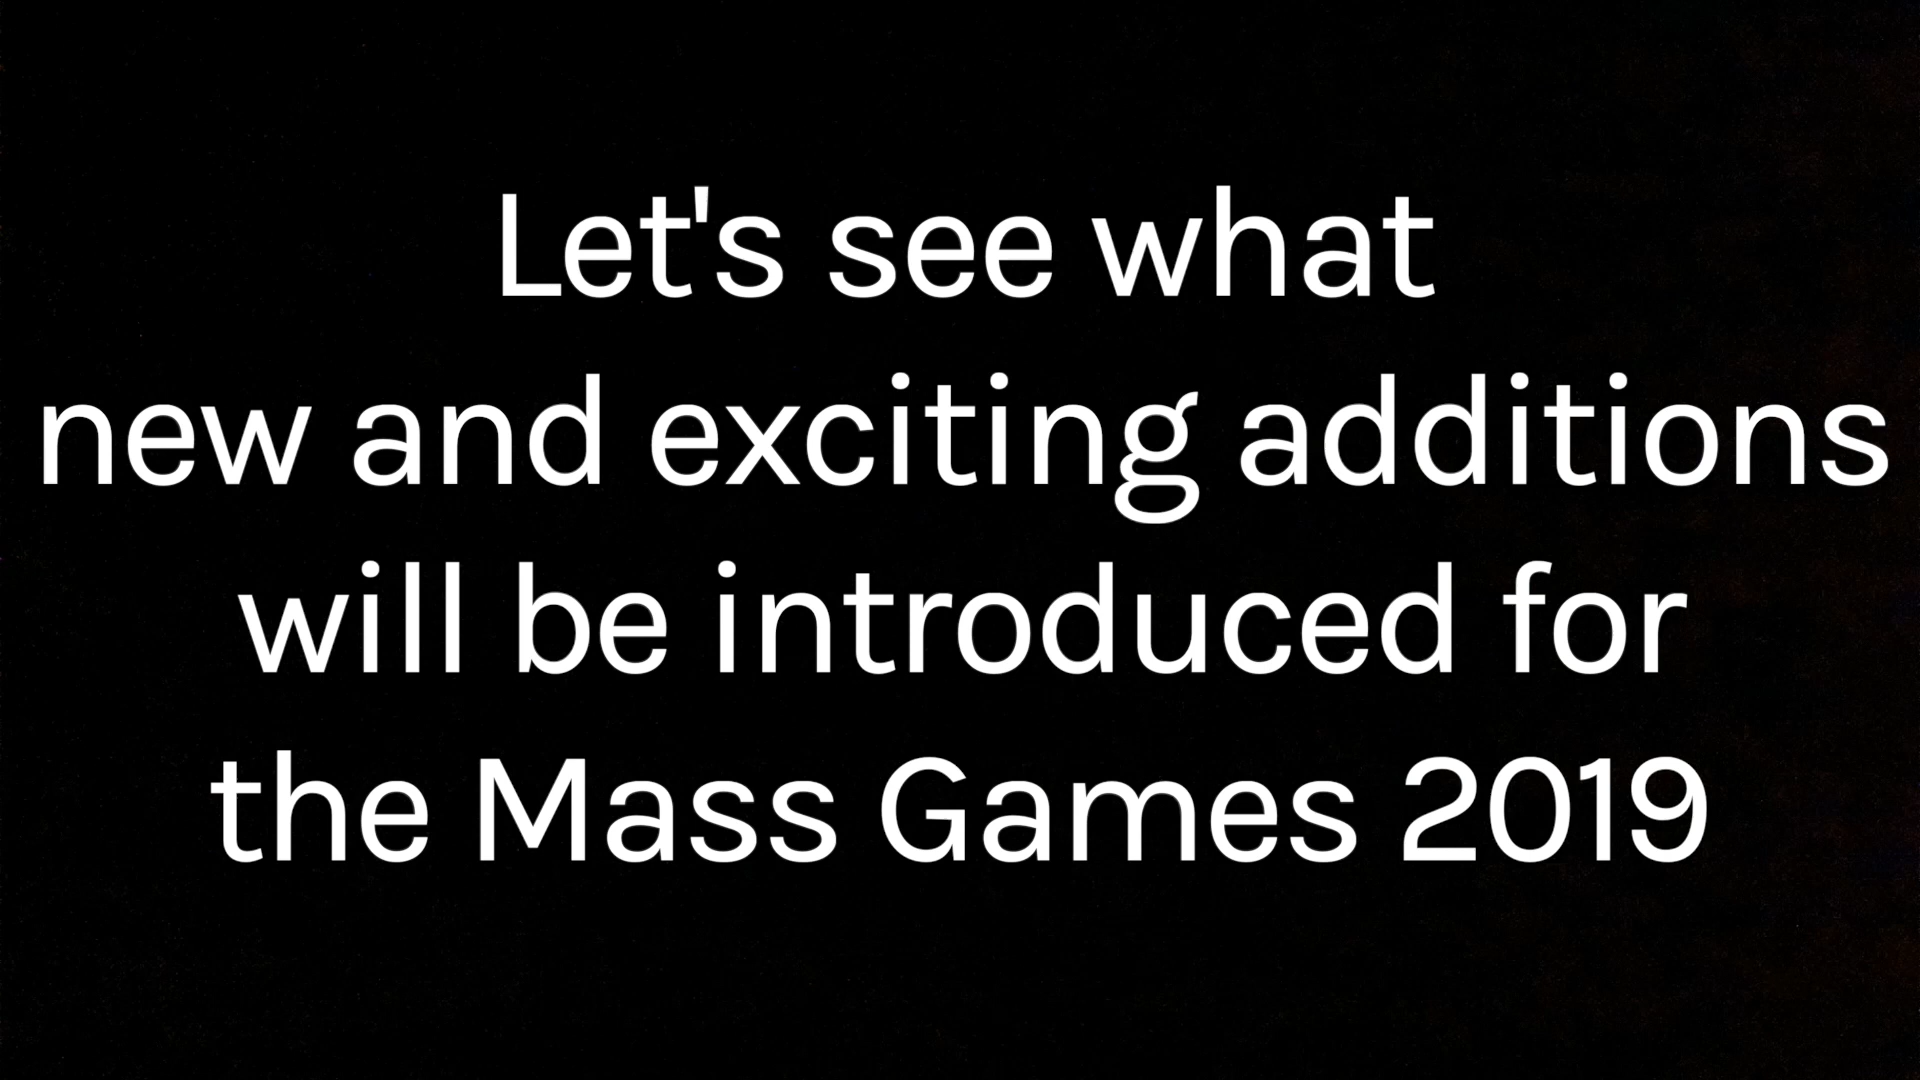 Let's see what
new and exciting additions
will be introduced for
the Mass Games 2019